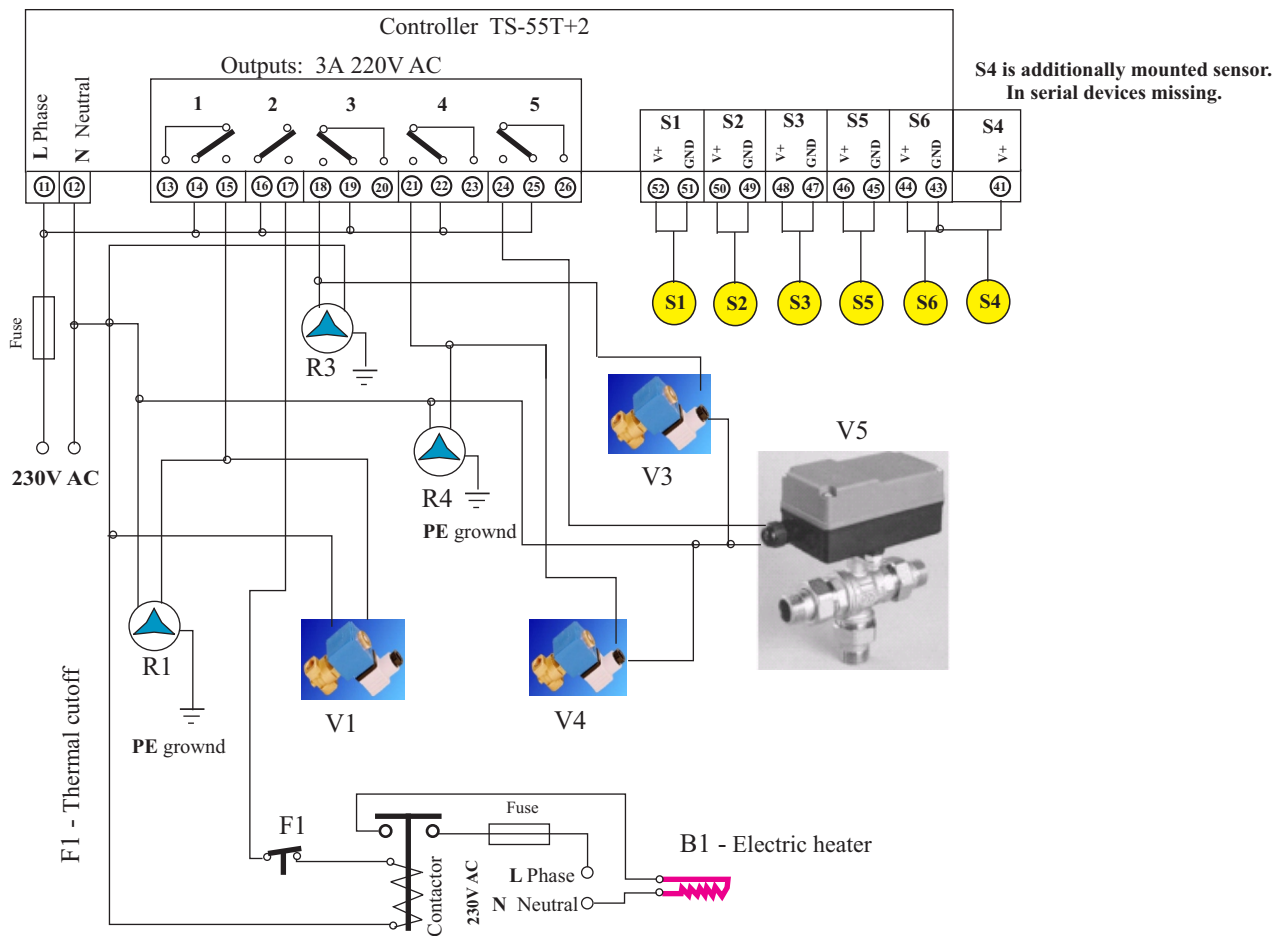 Controller TS-55T+2
Outputs: 3A 220V AC
S4 is additionally mounted sensor.
In serial devices missing.
L Phase
N Neutral
1 2 3 4 5
S1 S2 S3 S5 S6 S4
V+ GND V+ GND V+ GND V+ GND V+ GND V+
11 12 13 14 15 16 17 18 19 20 21 22 23 24 25 26 52 51 50 49 48 47 46 45 44 43 41
S1 S2 S3 S5 S6 S4
Fuse
R3
V3
V5
230V AC
R4
PE grownd
R1
PE grownd
V1
V4
F1 - Thermal cutoff
F1
Fuse
Contactor
230V AC
L Phase
N Neutral
B1 - Electric heater